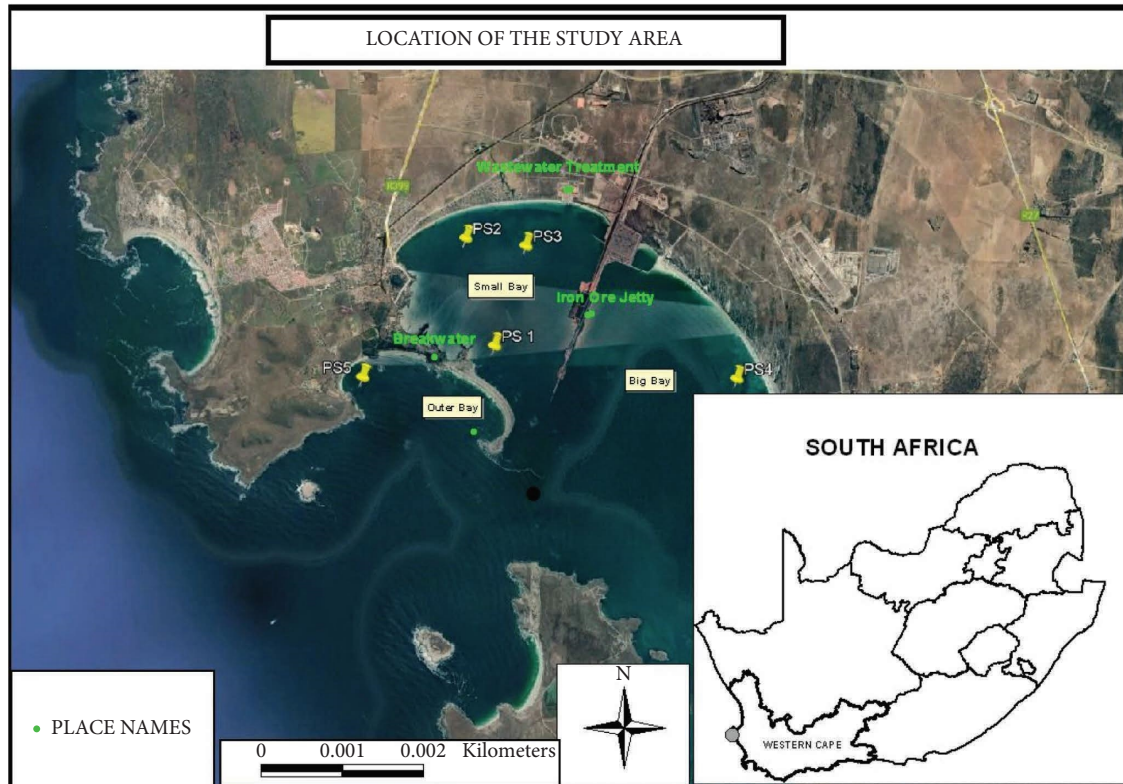 LOCATION OF THE STUDY AREA
Wastewater Treatment
PS2
PS3
R27
Small Bay
Iron Ore Jetty
Breakwater
PS 1
PS5
PS4
Big Bay
Outer Bay
SOUTH AFRICA
WESTERN CAPE
PLACE NAMES
0 0.001 0.002 Kilometers
N